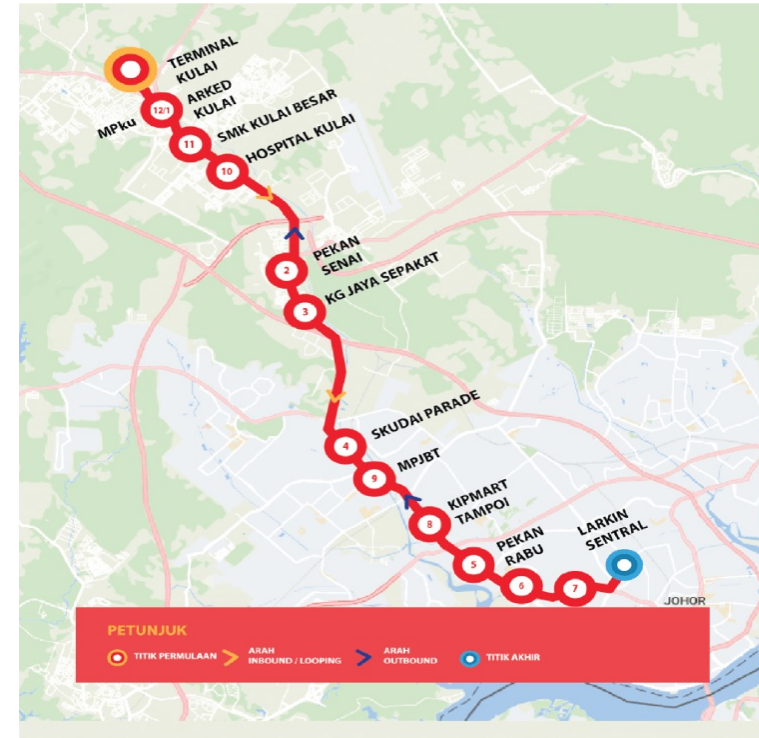 TERMINAL
KULAI
12/1
ARKED
KULAI
MPku
11
SMK KULAI BESAR
10
HOSPITAL KULAI
2
PEKAN
SENAI
3
KG JAYA SEPAKAT
4
SKUDAI PARADE
9
MPJBT
8
KIPMART
TAMPOI
5
PEKAN
RABU
6
7
LARKIN
SENTRAL
JOHOR
PETUNJUK
TITIK PERMULAAN
ARAH
INBOUND / LOOPING
ARAH
OUTBOUND
TITIK AKHIR